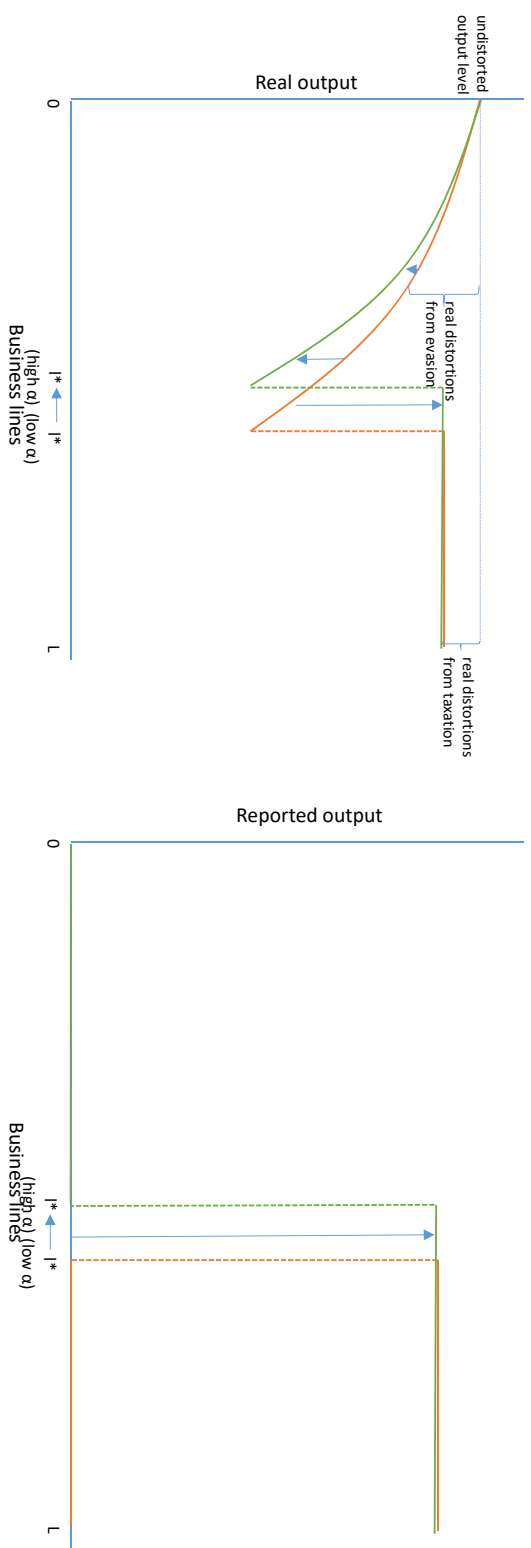 undistorted
output level
Real output
real distortions
from evasion
real distortions
from taxation
0
l*
l*
L
(high α) (low α)
Business lines
Reported output
0
l*
l*
L
(high α) (low α)
Business lines